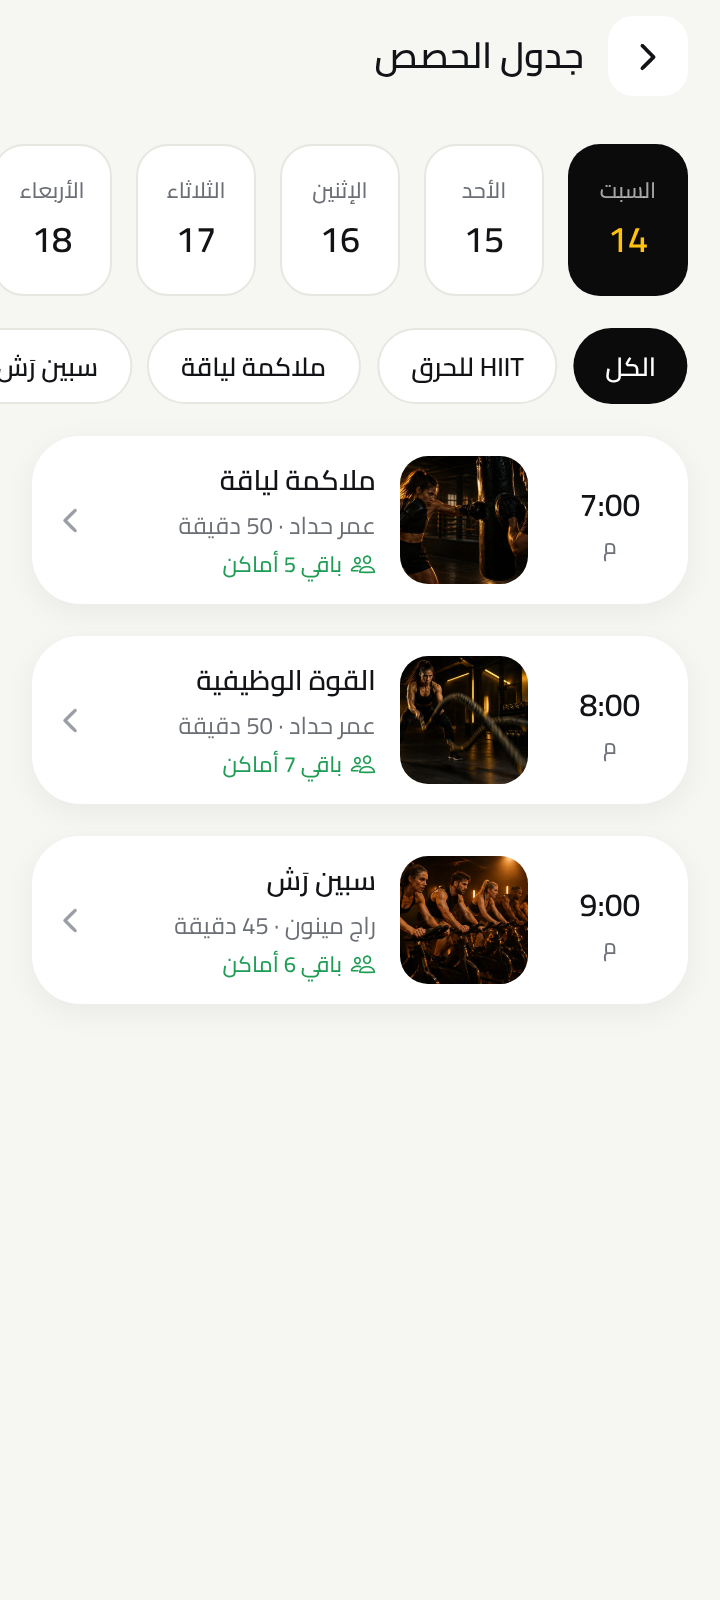 جدول الحصص
السبت
14
الأحد
15
الإثنين
16
الثلاثاء
17
الأربعاء
18
الكل
HIIT للحرق
ملاكمة لياقة
سبين رَش
7:00
م
ملاكمة لياقة
عمر حداد · 50 دقيقة
باقي 5 أماكن
8:00
م
القوة الوظيفية
عمر حداد · 50 دقيقة
باقي 7 أماكن
9:00
م
سبين رَش
راج مينون · 45 دقيقة
باقي 6 أماكن